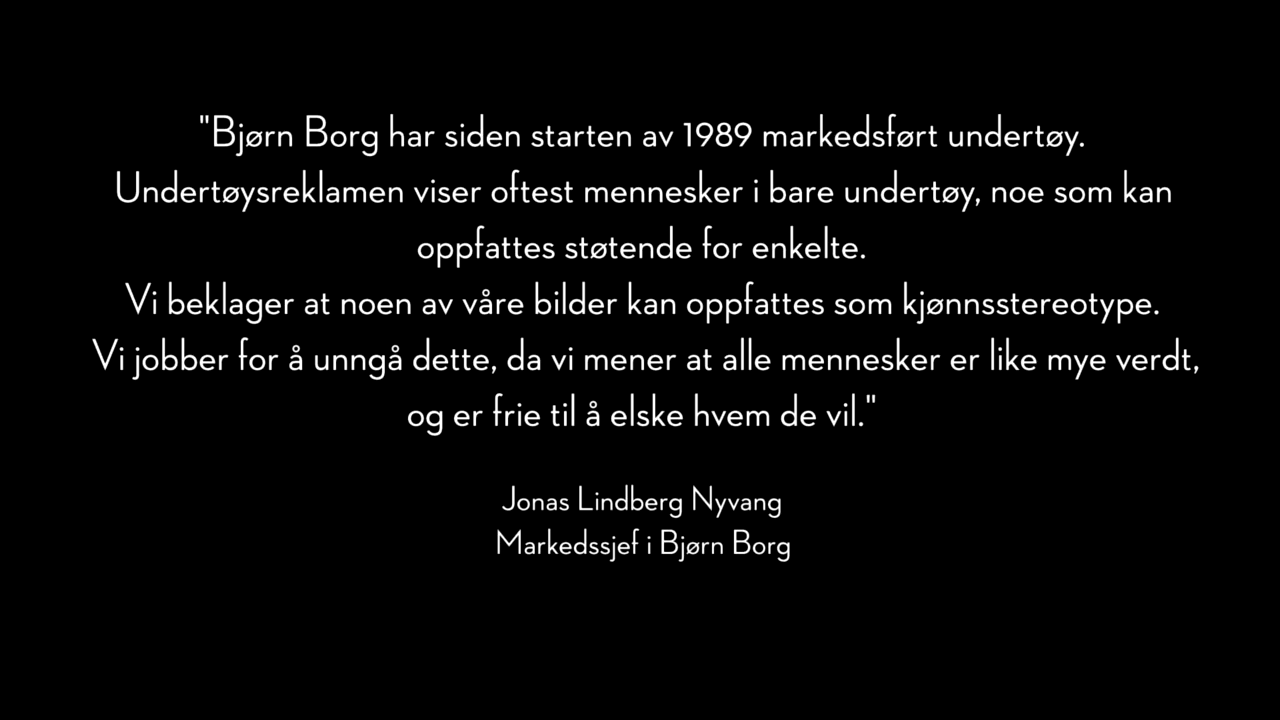 "Bjørn Borg har siden starten av 1989 markedsført undertøy.
Undertøysreklamen viser oftest mennesker i bare undertøy, noe som kan
oppfattes støtende for enkelte.
Vi beklager at noen av våre bilder kan oppfattes som kjønnsstereotype.
Vi jobber for å unngå dette, da vi mener at alle mennesker er like mye verdt,
og er frie til å elske hvem de vil."
Jonas Lindberg Nyvang
Markedssjef i Bjørn Borg